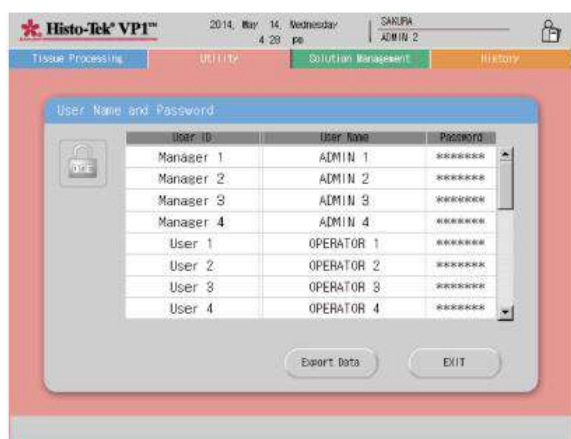 Histo-Tek® VP1™
2014, May 14, Wednesday
4 28 pm
SAKURA
ADMIN 2
Tissue Processing
Utility
Solution Management
History
User Name and Password
User ID User Name Password
Manager 1 ADMIN 1 *******
Manager 2 ADMIN 2 *******
Manager 3 ADMIN 3 *******
Manager 4 ADMIN 4 *******
User 1 OPERATOR 1 *******
User 2 OPERATOR 2 *******
User 3 OPERATOR 3 *******
User 4 OPERATOR 4 *******
Export Data
EXIT